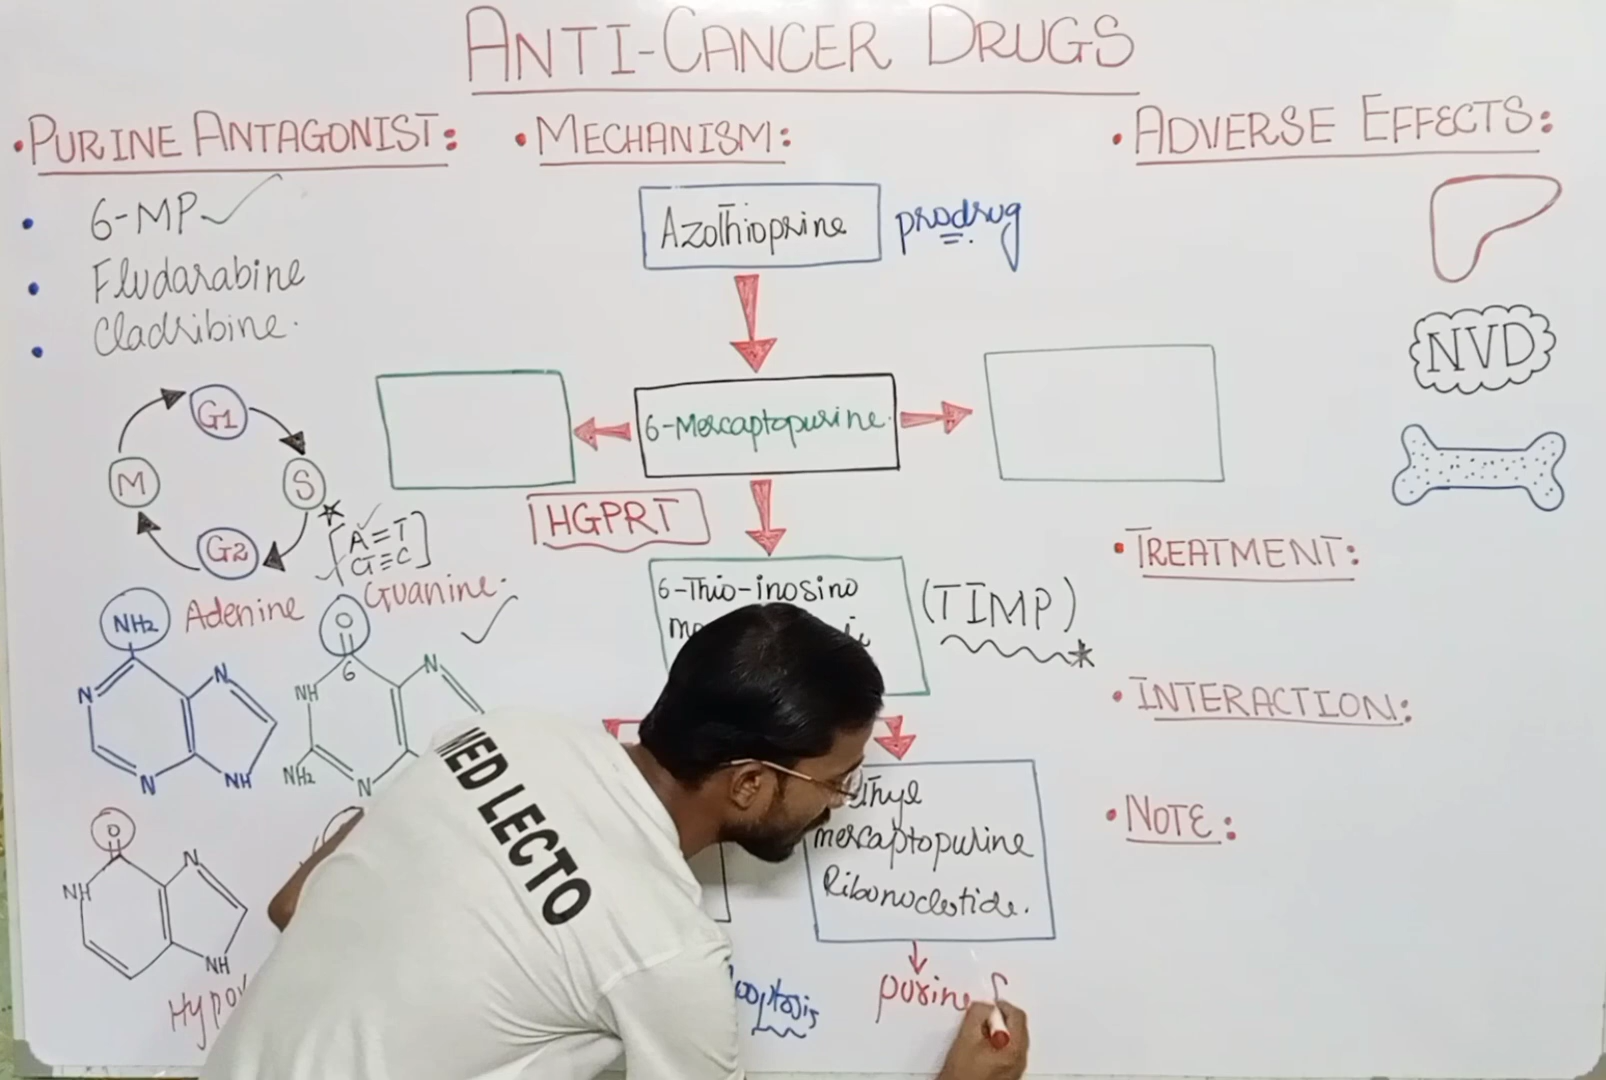 ANTI-CANCER DRUGS
• PURINE ANTAGONIST:
• 6-MP ✓
• Fludarabine
• Cladribine.
G1
S
G2
M
A=T
G≡C
Adenine
Guanine.
NH2
N
N
N
NH
O
6
NH
N
NH2
N
O
NH
N
NH
• MECHANISM:
Azothioprine
prodrug
6-Mercaptopurine.
HGPRT
6-Thio-inosino
(TIMP)
mercaptopurine
Ribonucleotide.
purine
• ADVERSE EFFECTS:
NVD
• TREATMENT:
• INTERACTION:
• NOTE:
MED LECTO